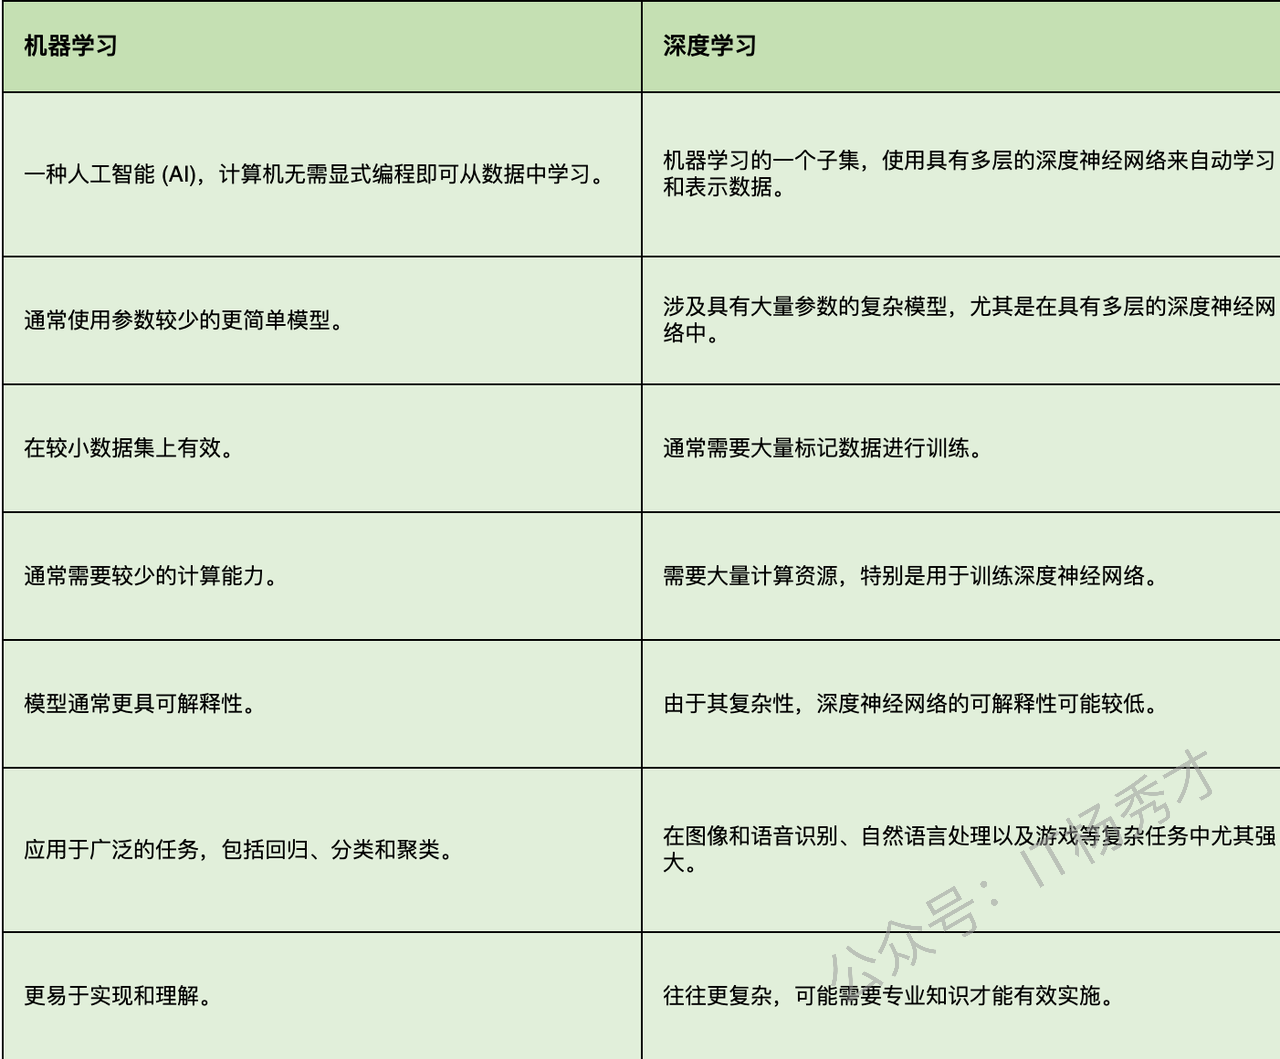 机器学习
深度学习
一种人工智能 (AI)，计算机无需显式编程即可从数据中学习。
机器学习的一个子集，使用具有多层的深度神经网络来自动学习
和表示数据。
通常使用参数较少的更简单模型。
涉及具有大量参数的复杂模型，尤其是在具有多层的深度神经网
络中。
在较小数据集上有效。
通常需要大量标记数据进行训练。
通常需要较少的计算能力。
需要大量计算资源，特别是用于训练深度神经网络。
模型通常更具可解释性。
由于其复杂性，深度神经网络的可解释性可能较低。
应用于广泛的任务，包括回归、分类和聚类。
在图像和语音识别、自然语言处理以及游戏等复杂任务中尤其强
大。
更易于实现和理解。
往往更复杂，可能需要专业知识才能有效实施。
公众号：IT杨秀才